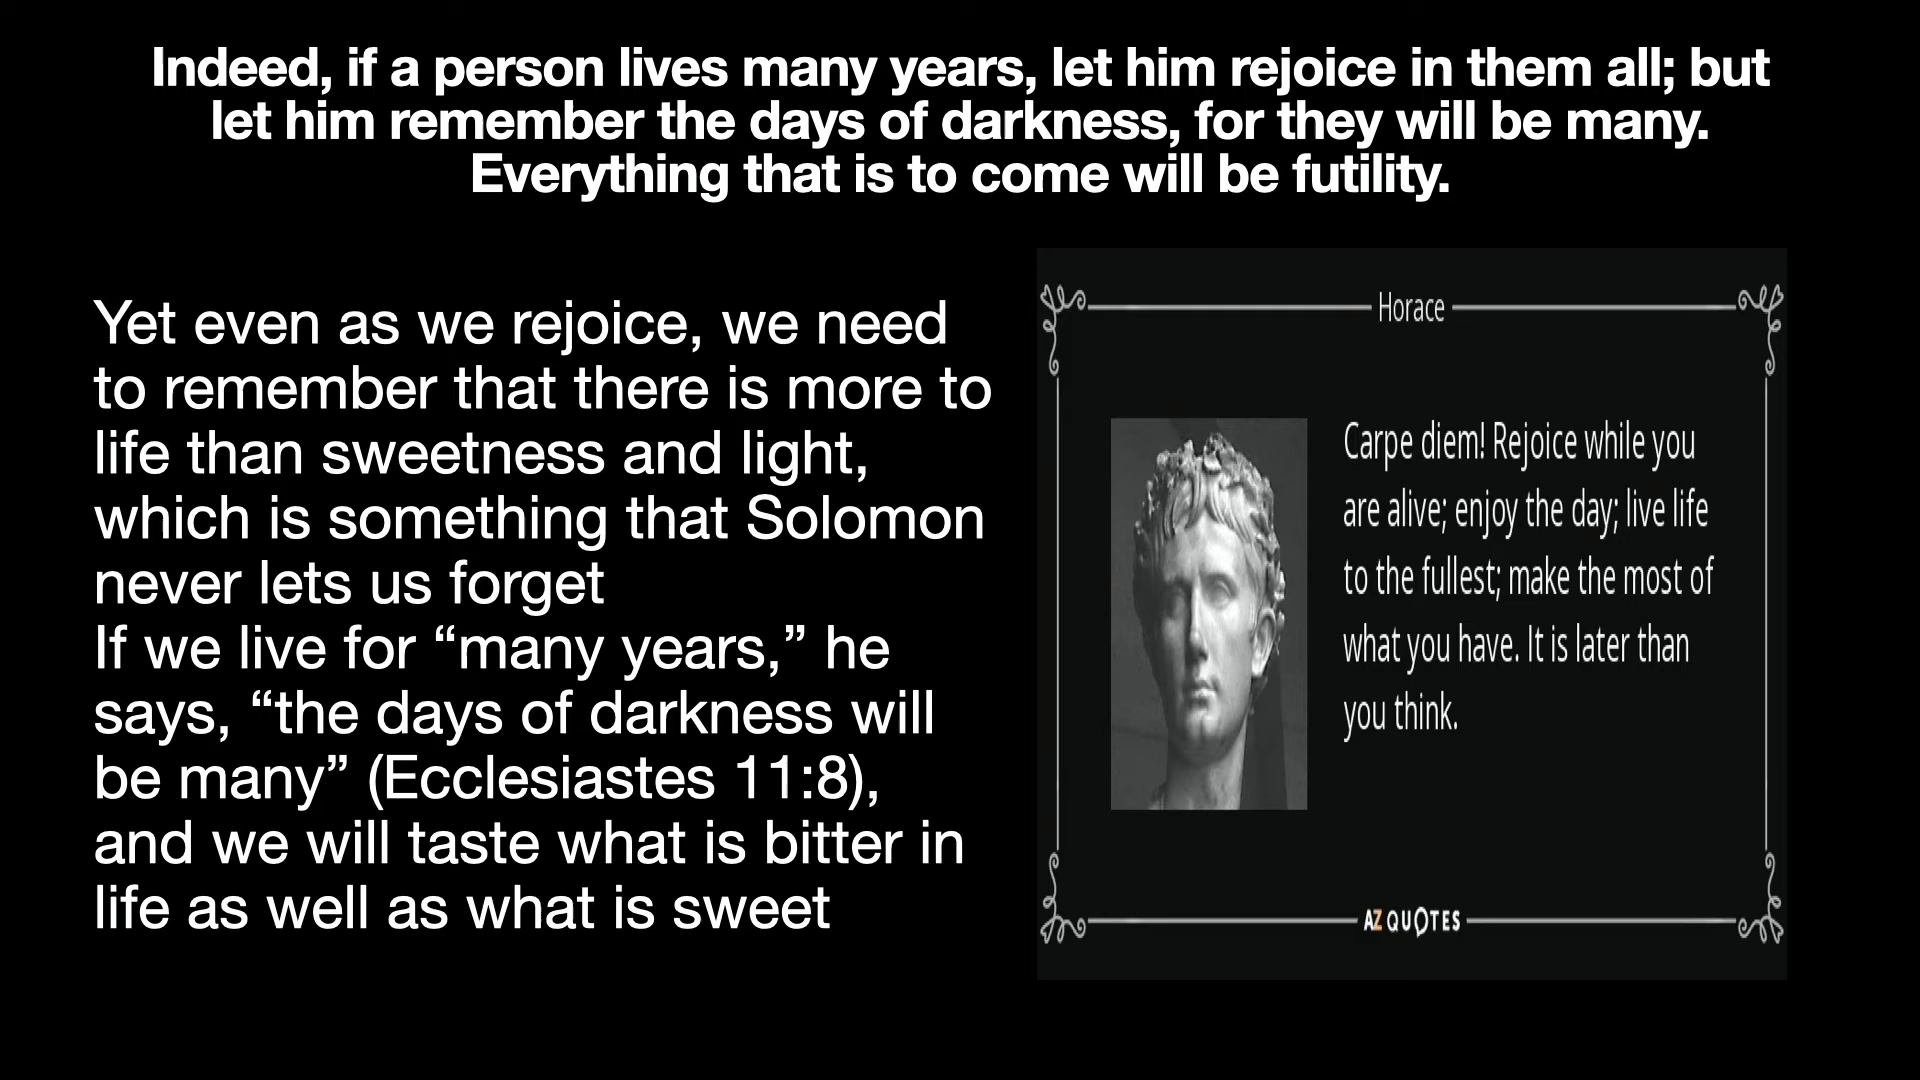 Indeed, if a person lives many years, let him rejoice in them all; but
let him remember the days of darkness, for they will be many.
Everything that is to come will be futility.
Yet even as we rejoice, we need
to remember that there is more to
life than sweetness and light,
which is something that Solomon
never lets us forget
If we live for “many years,” he
says, “the days of darkness will
be many” (Ecclesiastes 11:8),
and we will taste what is bitter in
life as well as what is sweet
Horace
Carpe diem! Rejoice while you
are alive; enjoy the day; live life
to the fullest; make the most of
what you have. It is later than
you think.
AZ QUOTES